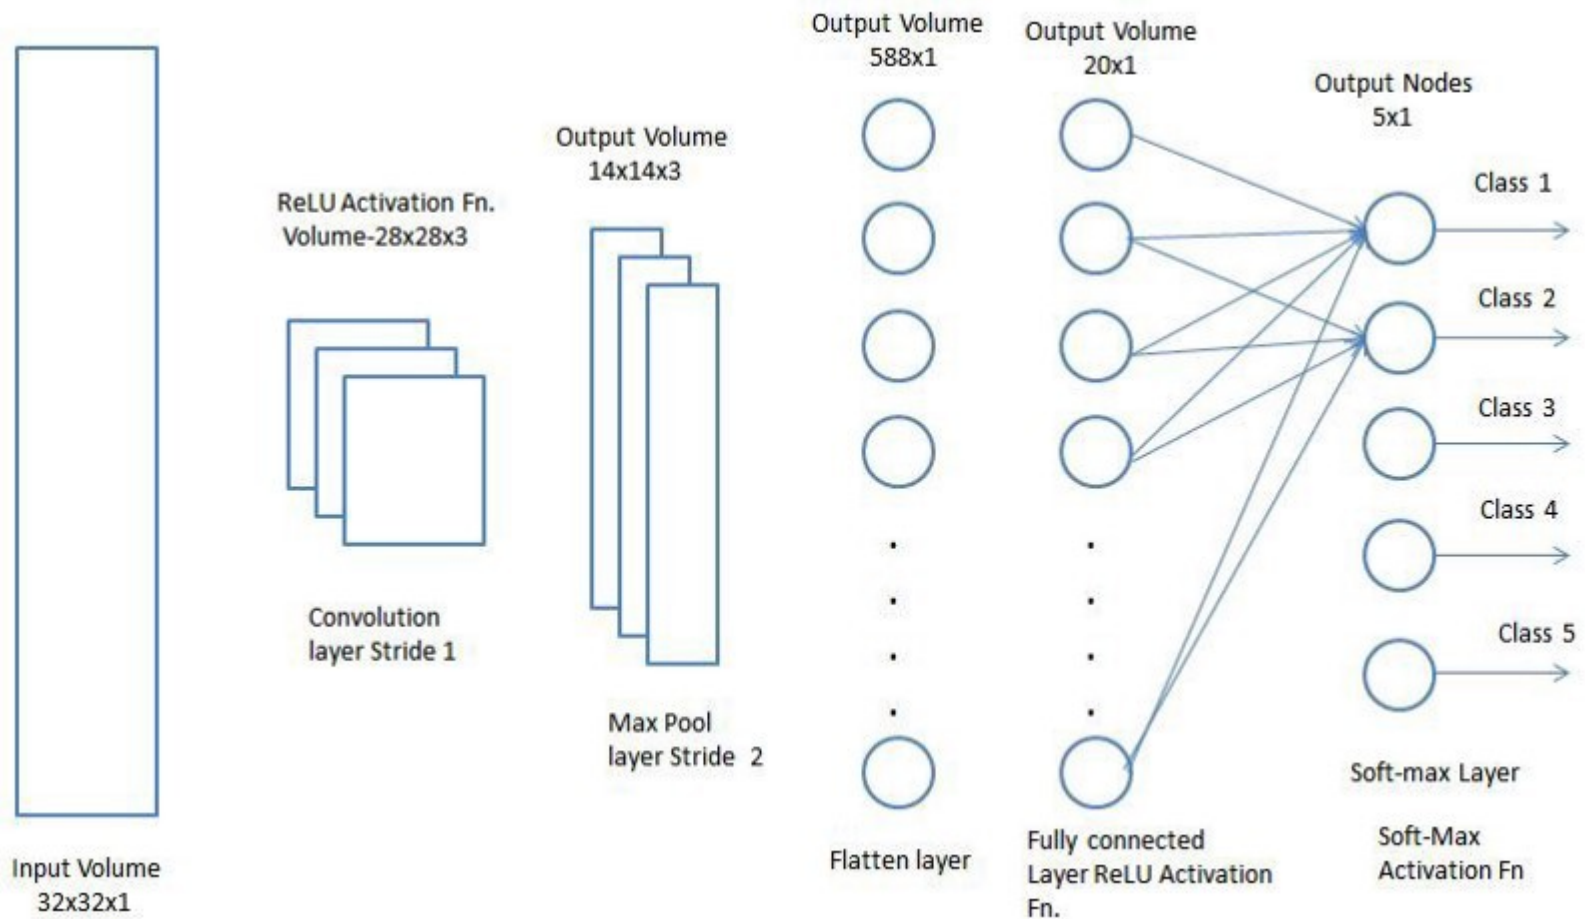 Output Volume
588x1
Output Volume
20x1
Output Nodes
5x1
Output Volume
14x14x3
Class 1
ReLU Activation Fn.
Volume-28x28x3
Class 2
Class 3
Class 4
Convolution
layer Stride 1
Class 5
Max Pool
layer Stride 2
Soft-max Layer
Input Volume
32x32x1
Flatten layer
Fully connected
Layer ReLU Activation
Fn.
Soft-Max
Activation Fn